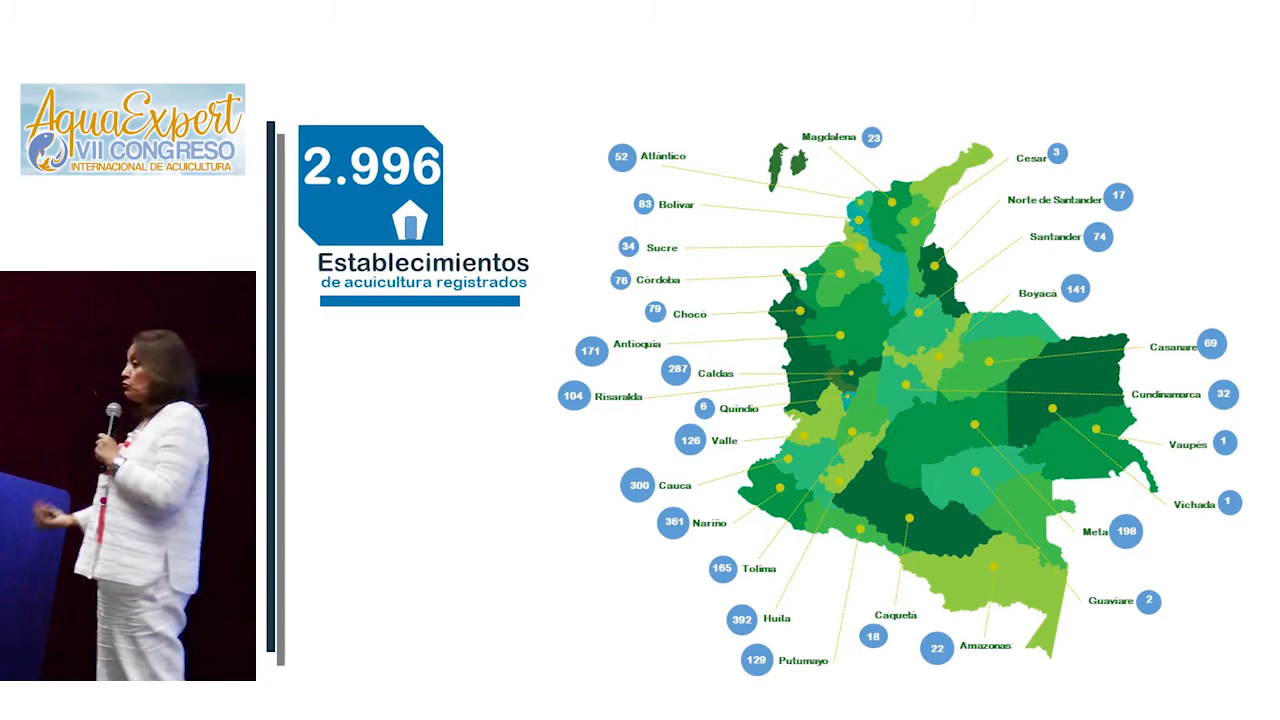 AquaExpert
VII CONGRESO
INTERNACIONAL DE ACUICULTURA
2.996
Establecimientos
de acuicultura registrados
Magdalena 23
52 Atlántico
Cesar 3
83 Bolívar
Norte de Santander 17
34 Sucre
Santander 74
76 Córdoba
Boyacá 141
79 Chocó
171 Antioquia
Casanare 69
287 Caldas
104 Risaralda
Cundinamarca 32
6 Quindío
126 Valle
Vaupés 1
300 Cauca
Vichada 1
361 Nariño
Meta 198
165 Tolima
Guaviare 2
392 Huila
Caquetá
18
22 Amazonas
129 Putumayo